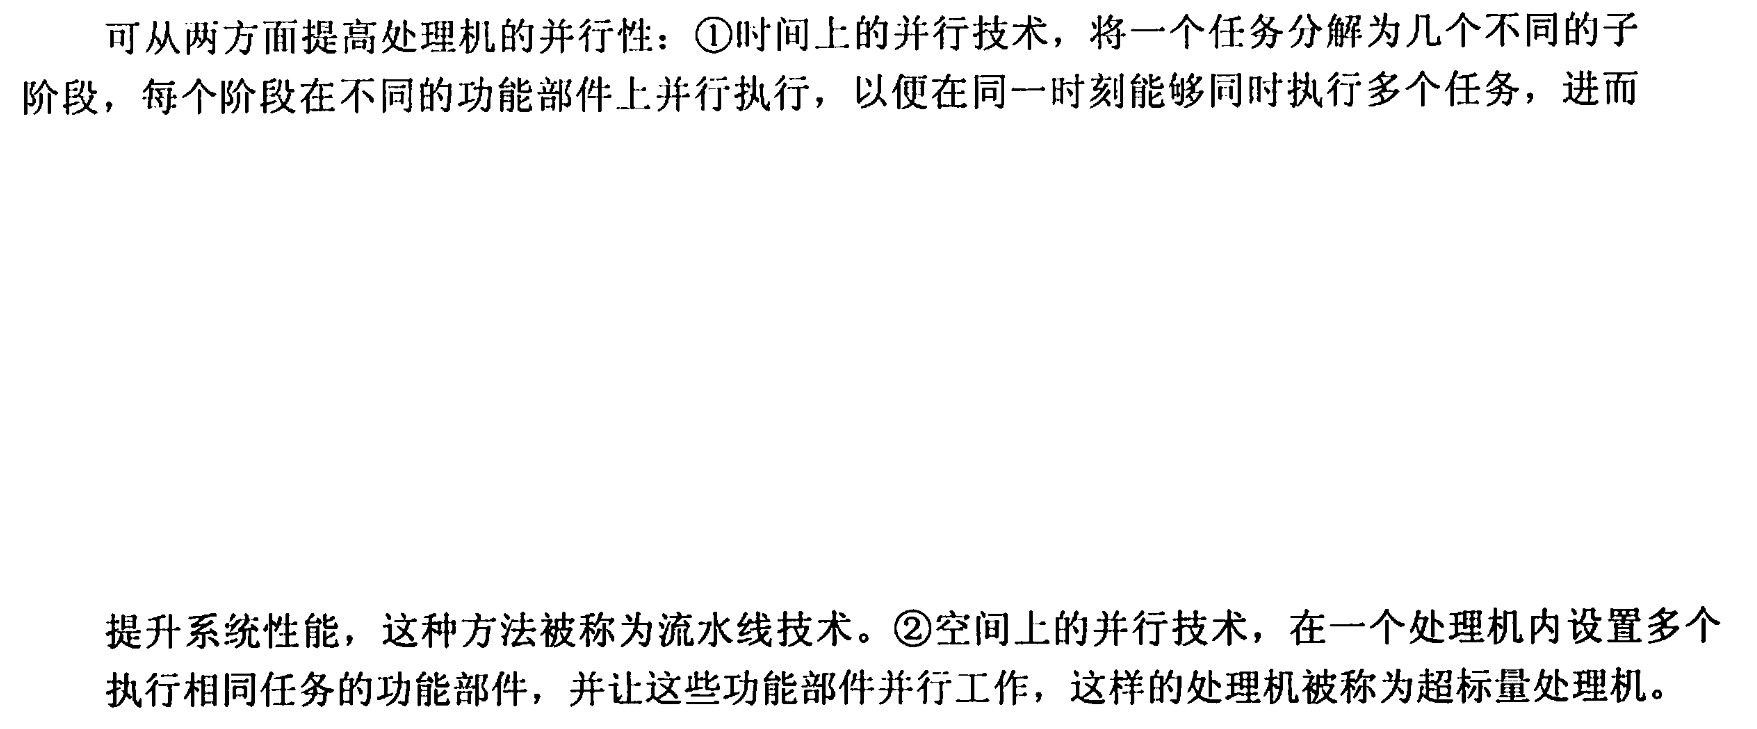 可从两方面提高处理机的并行性：①时间上的并行技术，将一个任务分解为几个不同的子
阶段，每个阶段在不同的功能部件上并行执行，以便在同一时刻能够同时执行多个任务，进而
提升系统性能，这种方法被称为流水线技术。②空间上的并行技术，在一个处理机内设置多个
执行相同任务的功能部件，并让这些功能部件并行工作，这样的处理机被称为超标量处理机。